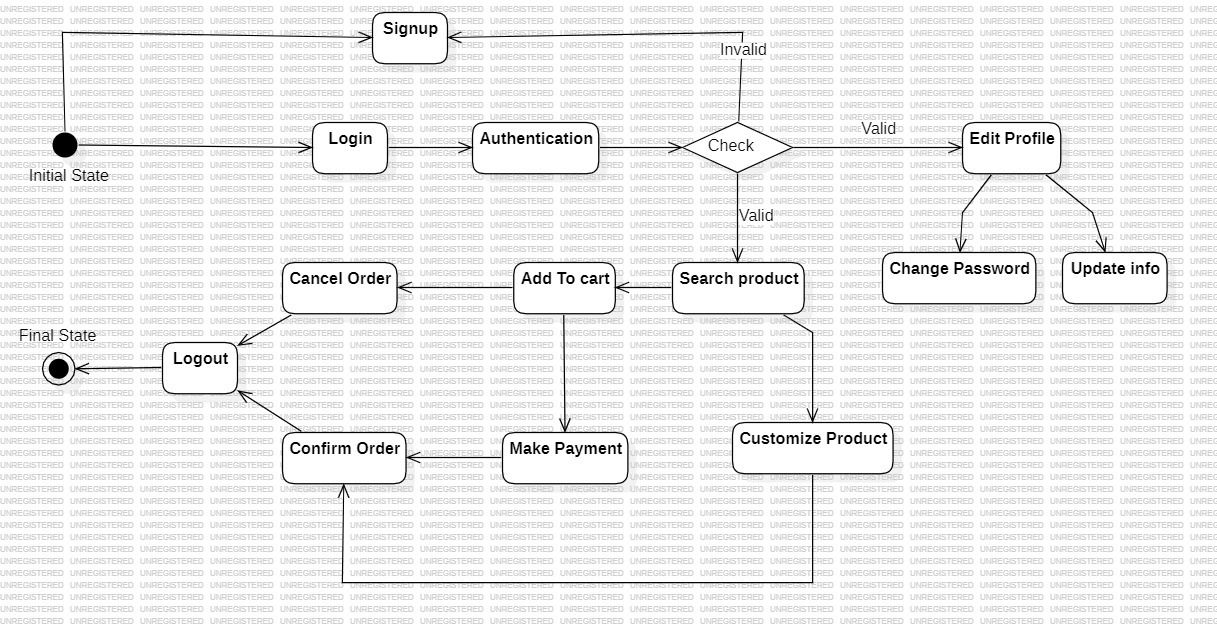 Signup
Invalid
Login
Authentication
Check
Valid
Edit Profile
Initial State
Valid
Cancel Order
Add To cart
Search product
Change Password
Update info
Final State
Logout
Confirm Order
Make Payment
Customize Product
UNREGISTERED